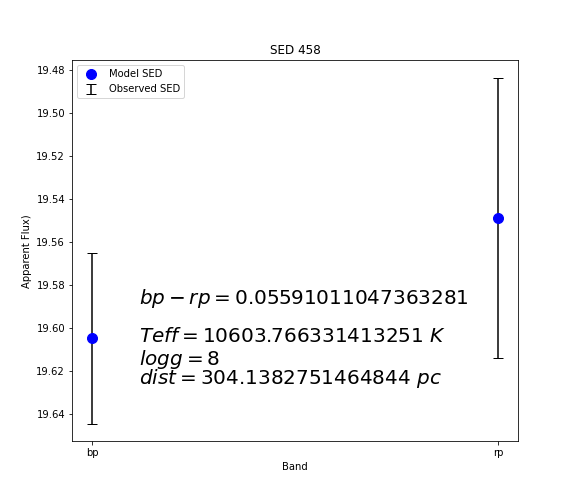 SED 458
Model SED
Observed SED
19.48
19.50
19.52
19.54
19.56
19.58
19.60
19.62
19.64
Apparent Flux)
bp − rp = 0.05591011047363281
Teff = 10603.766331413251 K
logg = 8
dist = 304.1382751464844 pc
bp
rp
Band